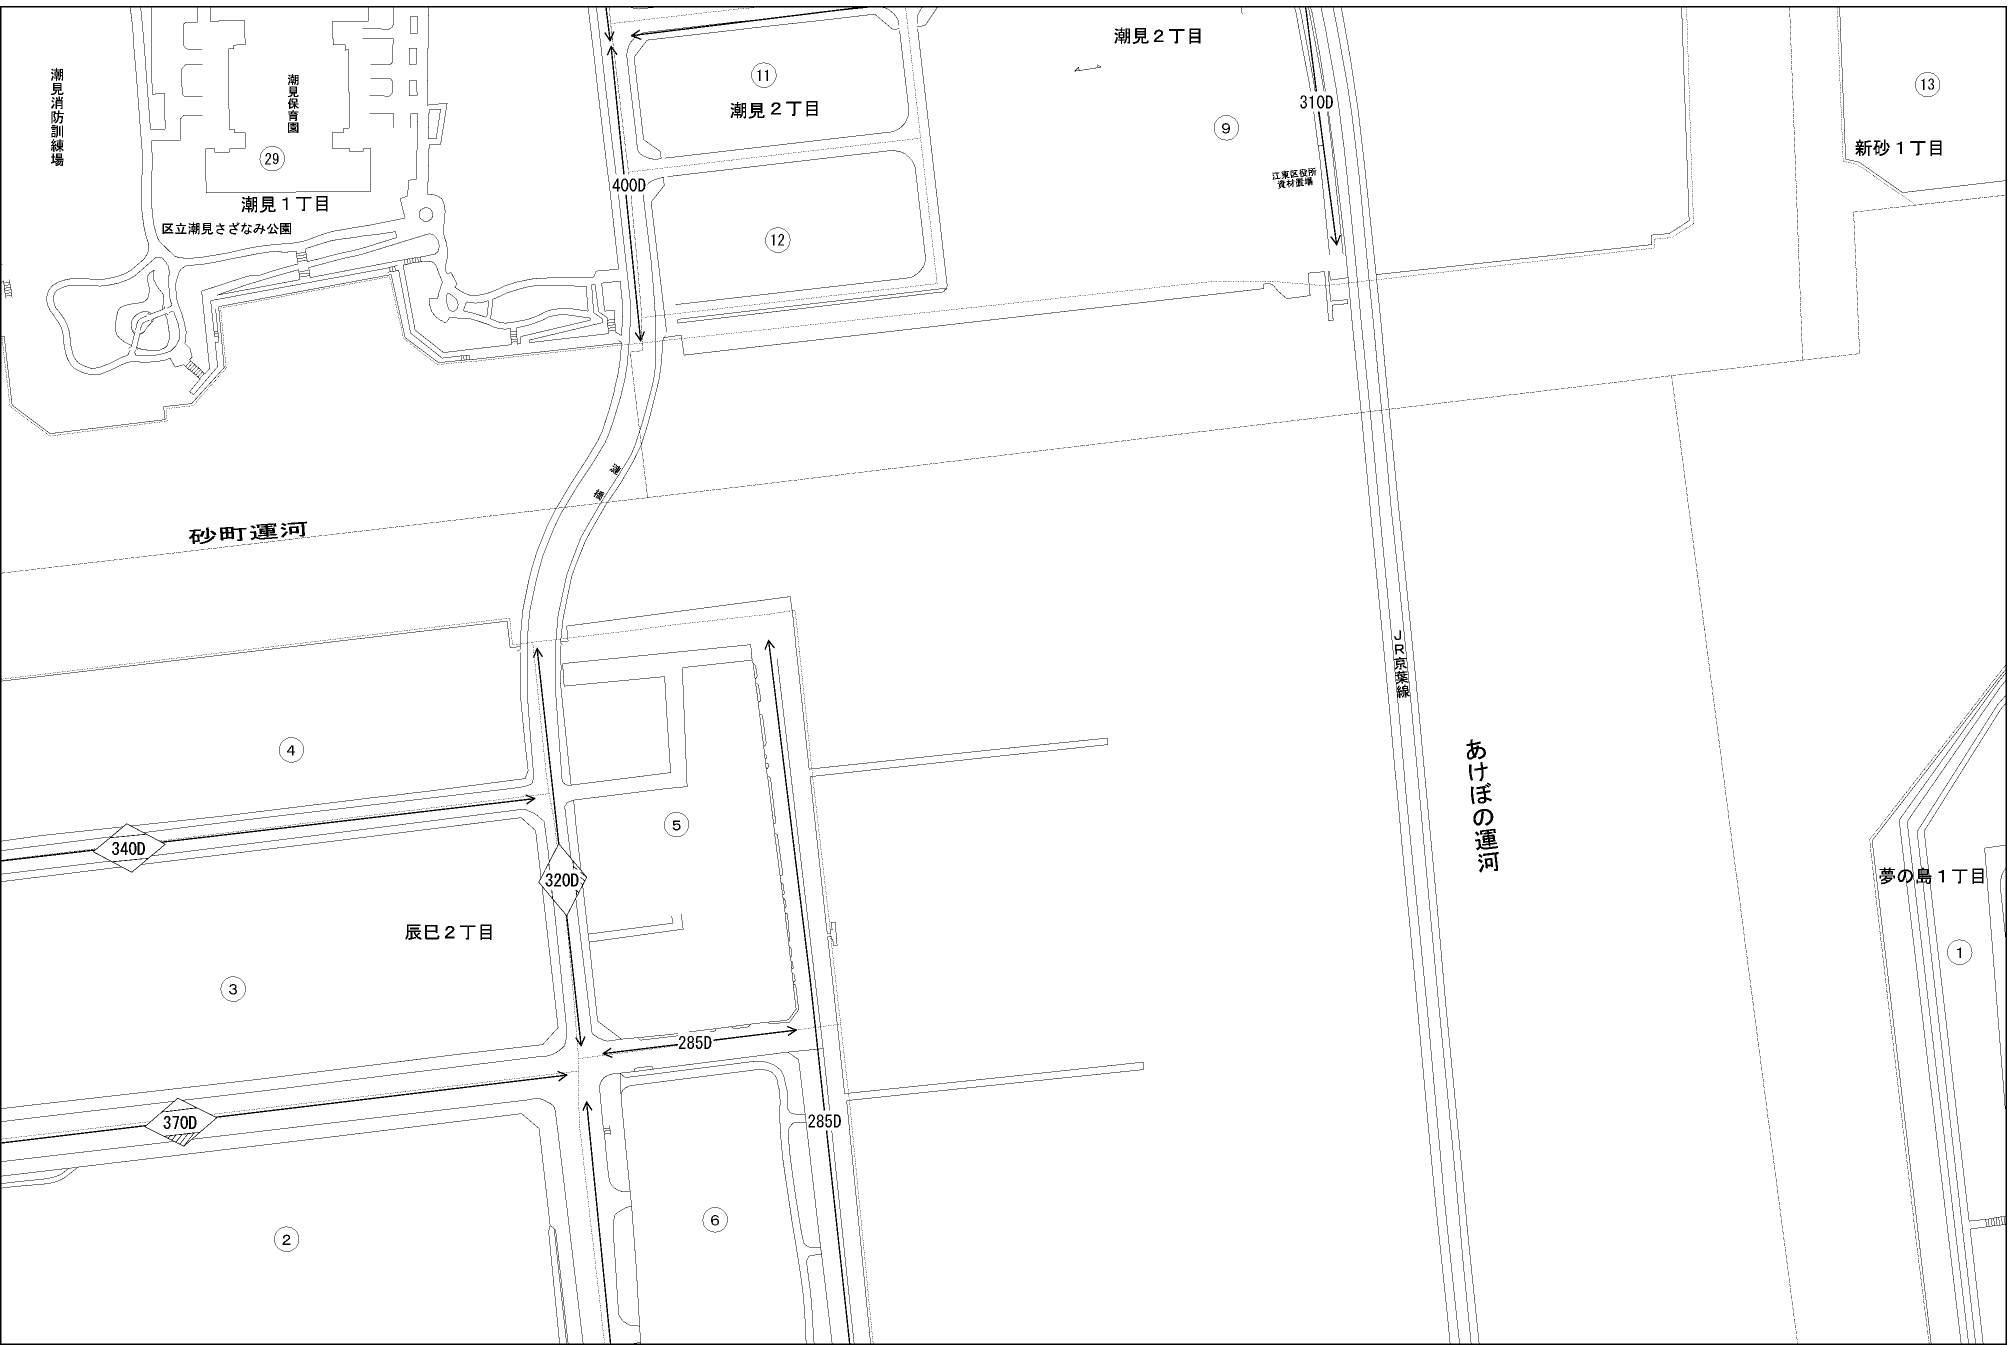 潮見２丁目
11
潮見２丁目
310D
13
9
新砂１丁目
潮見消防訓練場
潮見保育園
29
400D
江東区役所
資材置場
潮見１丁目
区立潮見さざなみ公園
12
漣橋
砂町運河
JR京葉線
4
あけぼの運河
5
340D
320D
夢の島１丁目
辰巳２丁目
1
3
285D
370D
285D
6
2